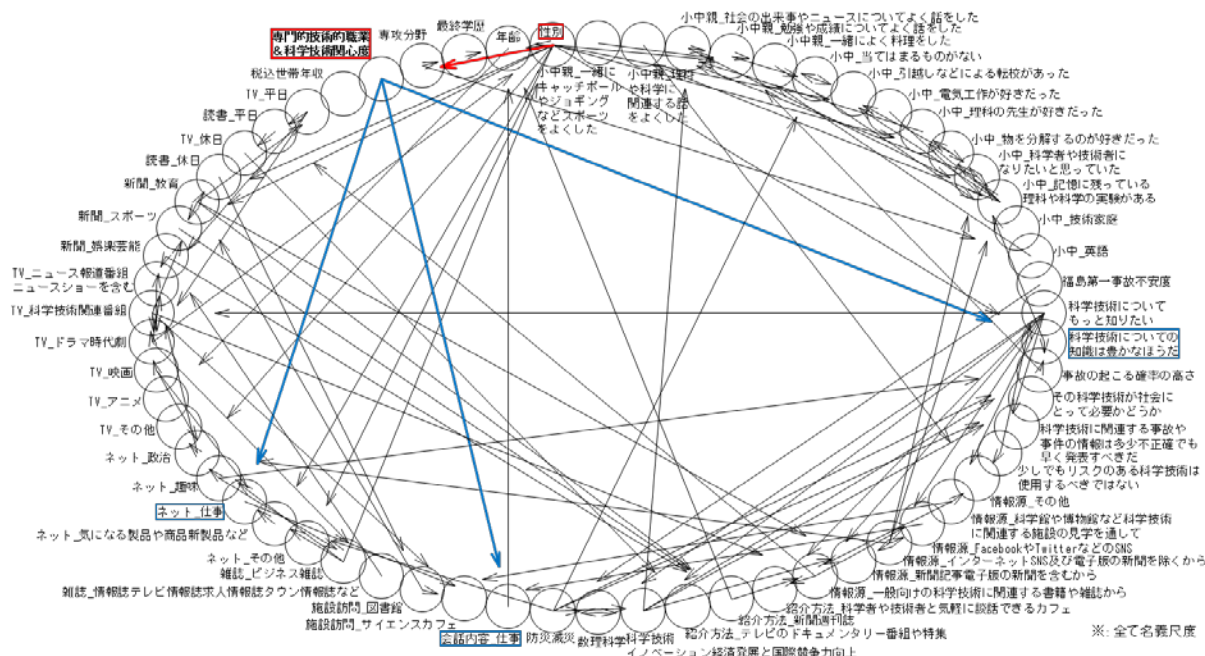 専門的技術的職業
&科学技術関心度
専攻分野
最終学歴
年齢
性別
小中親_社会の出来事やニュースについてよく話をした
小中親_勉強や成績についてよく話をした
小中親_一緒によく料理をした
小中_当てはまるものがない
小中_引越しなどによる転校があった
小中_電気工作が好きだった
小中_理科の先生が好きだった
小中_物を分解するのが好きだった
小中_科学者や技術者に
なりたいと思っていた
小中_記憶に残っている
理科や科学の実験がある
小中_技術家庭
小中_英語
福島第一事故不安度
科学技術について
もっと知りたい
科学技術についての
知識は豊かなほうだ
事故の起こる確率の高さ
その科学技術が社会に
とって必要かどうか
科学技術に関連する事故や
事件の情報は多少不正確でも
早く発表すべきだ
少しでもリスクのある科学技術は
使用するべきではない
情報源_その他
情報源_科学館や博物館など科学技術
に関連する施設の見学を通して
情報源_FacebookやTwitterなどのSNS
情報源_インターネットSNS及び電子版の新聞を除くから
情報源_新聞記事電子版の新聞を含むから
情報源_一般向けの科学技術に関連する書籍や雑誌から
紹介方法_科学者や技術者と気軽に談話できるカフェ
紹介方法_新聞週刊誌
紹介方法_テレビのドキュメンタリー番組や特集
イノベーション経済発展と国際競争力向上
科学技術
数理科学
防災減災
会話内容_仕事
施設訪問_サイエンスカフェ
施設訪問_図書館
雑誌_情報誌テレビ情報誌求人情報誌タウン情報誌など
雑誌_ビジネス雑誌
ネット_その他
ネット_気になる製品や商品新製品など
ネット_仕事
ネット_趣味
ネット_政治
TV_その他
TV_アニメ
TV_映画
TV_ドラマ時代劇
TV_科学技術関連番組
TV_ニュース報道番組
ニュースショーを含む
新聞_娯楽芸能
新聞_スポーツ
新聞_教育
読書_休日
TV_休日
読書_平日
TV_平日
税込世帯年収
小中親_一緒に
キャッチボール
やジョギング
などスポーツ
をよくした
小中親_理科
や科学に
関連する話
をよくした
※: 全て名義尺度